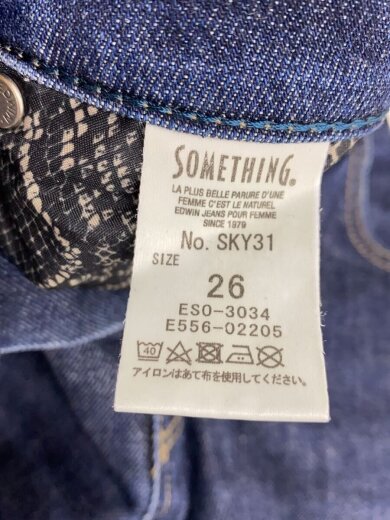 SOMETHING®
LA PLUS BELLE PARURE D'UNE
FEMME C'EST LE NATUREL
EDWIN JEANS POUR FEMME
SINCE 1979
No. SKY31
SIZE
26
ES0-3034
E556-02205
40
アイロンはあて布を使用してください。